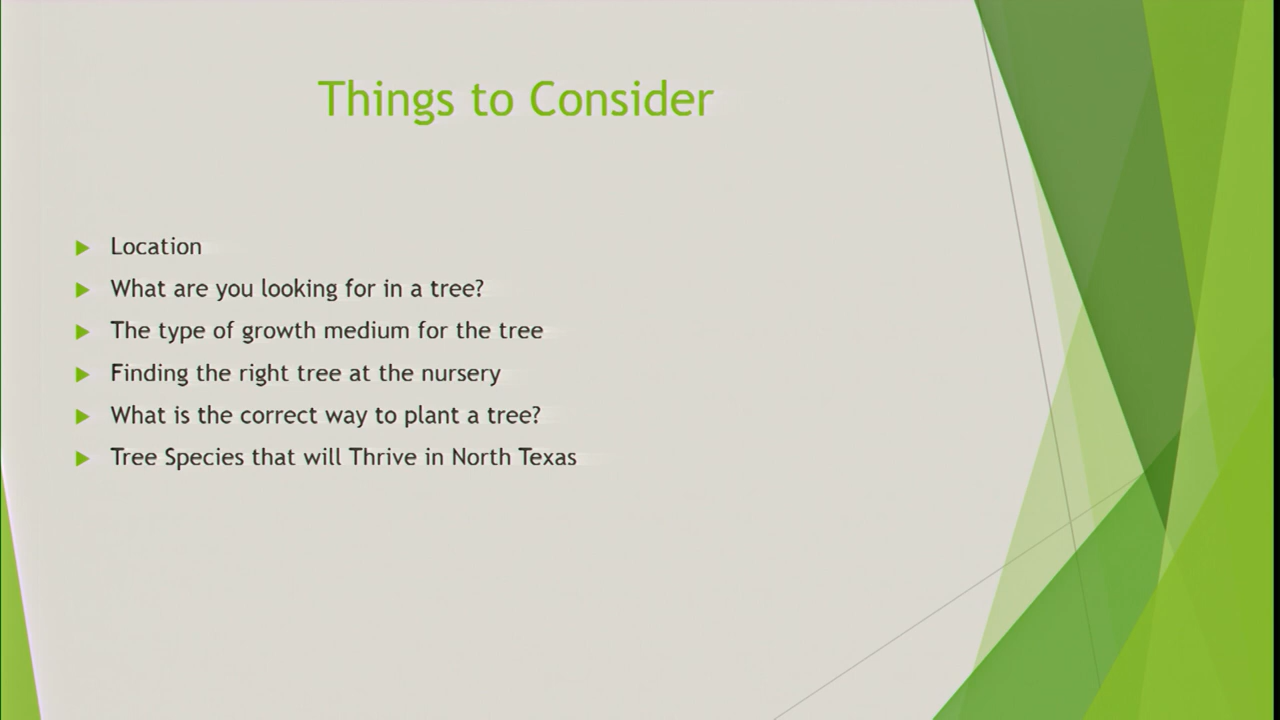 Things to Consider
Location
What are you looking for in a tree?
The type of growth medium for the tree
Finding the right tree at the nursery
What is the correct way to plant a tree?
Tree Species that will Thrive in North Texas